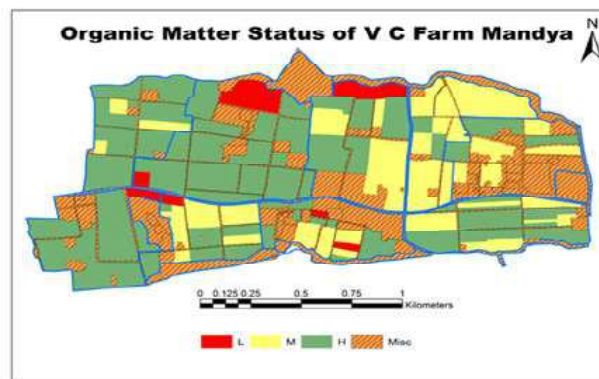 Organic Matter Status of V C Farm Mandya
N
0 0.125 0.25 0.5 0.75 1
Kilometers
L M H Misc